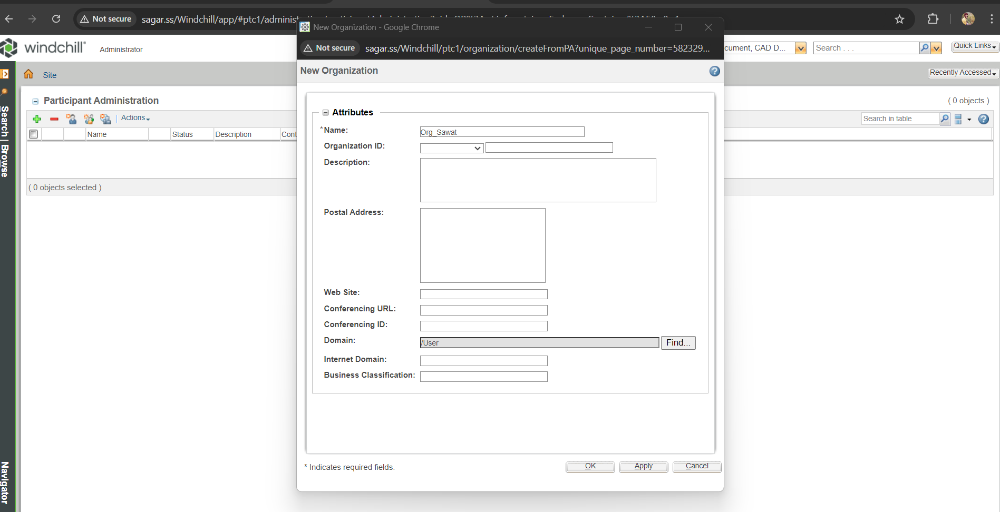 New Organization - Google Chrome
Not secure
sagar.ss/Windchill/app/#ptc1/administ
Not secure
sagar.ss/Windchill/ptc1/organization/createFromPA?unique_page_number=582329...
windchill
Administrator
cument, CAD D...
Search . . .
Quick Links
New Organization
Site
Recently Accessed
Participant Administration
( 0 objects )
Actions
Search in table
Name
Status
Description
Cont
( 0 objects selected )
Search | Browse
Navigator
Attributes
*Name:
Org_Sawat
Organization ID:
Description:
Postal Address:
Web Site:
Conferencing URL:
Conferencing ID:
Domain:
/User
Find...
Internet Domain:
Business Classification:
* Indicates required fields.
OK
Apply
Cancel